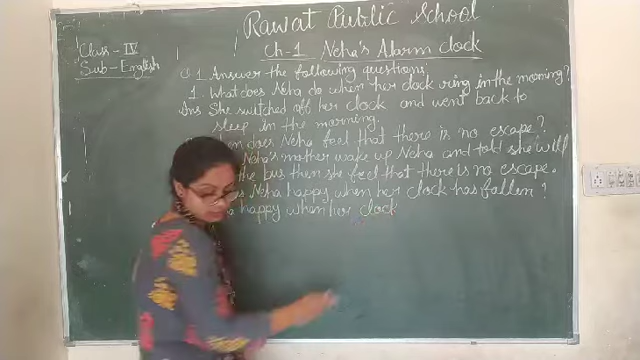 Rawat Public School
Class - IV
Sub - English
Ch-1 Neha's Alarm clock
Q 1. Answer the following questions:
1. What does Neha do when her clock ring in the morning?
Ans She switched off her clock and went back to
sleep in the morning.
does Neha feel that there is no escape?
Neha's mother wake up Neha and told she will
the bus then she feel that there is no escape.
Neha happy when her clock has fallen?
happy when her clock